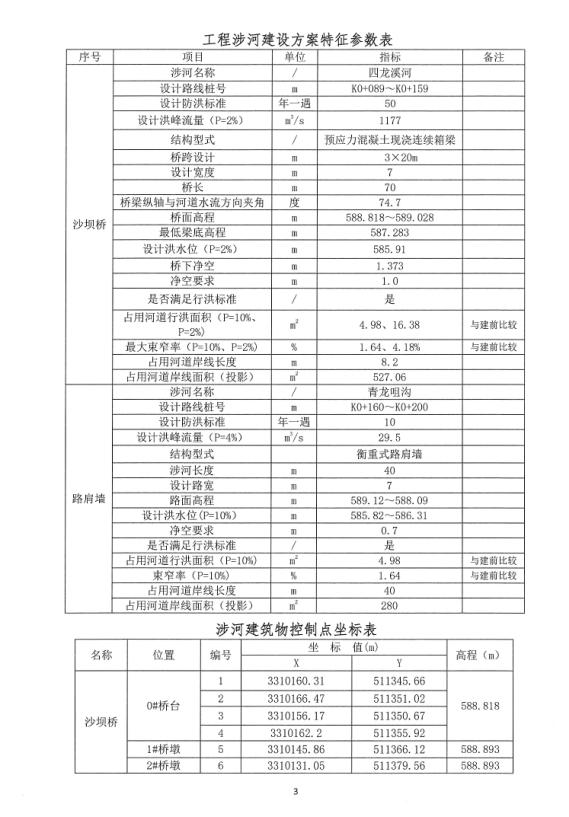 工程涉河建设方案特征参数表
序号 项目 单位 指标 备注
沙坝桥
涉河名称 / 四龙溪河
设计路线桩号 m K0+089～K0+159
设计防洪标准 年一遇 50
设计洪峰流量（P=2%） m³/s 1177
结构型式 / 预应力混凝土现浇连续箱梁
桥跨设计 m 3×20m
设计宽度 m 7
桥长 m 70
桥梁纵轴与河道水流方向夹角 度 74.7
桥面高程 m 588.818～589.028
最低梁底高程 m 587.283
设计洪水位（P=2%） m 585.91
桥下净空 m 1.373
净空要求 m 1.0
是否满足行洪标准 / 是
占用河道行洪面积（P=10%、
P=2%） m² 4.98、16.38 与建前比较
最大束窄率（P=10%、P=2%） % 1.64、4.18% 与建前比较
占用河道岸线长度 m 8.2
占用河道岸线面积（投影） m² 527.06
路肩墙
涉河名称 / 青龙咀沟
设计路线桩号 m K0+160～K0+200
设计防洪标准 年一遇 10
设计洪峰流量（P=4%） m³/s 29.5
结构型式 衡重式路肩墙
涉河长度 m 40
设计路宽 m 7
路面高程 m 589.12～588.09
设计洪水位(P=10%) m 585.82～586.31
净空要求 m 0.7
是否满足行洪标准 / 是
占用河道行洪面积（P=10%） m² 4.98 与建前比较
束窄率（P=10%） % 1.64 与建前比较
占用河道岸线长度 m 40
占用河道岸线面积（投影） m² 280
涉河建筑物控制点坐标表
名称 位置 编号 坐 标 值(m) 高程（m）
X Y
沙坝桥
0#桥台 588.818
1 3310160.31 511345.66
2 3310166.47 511351.02
3 3310156.17 511350.67
4 3310162.2 511355.92
1#桥墩 5 3310145.86 511366.12 588.893
2#桥墩 6 3310131.05 511379.56 588.893
3